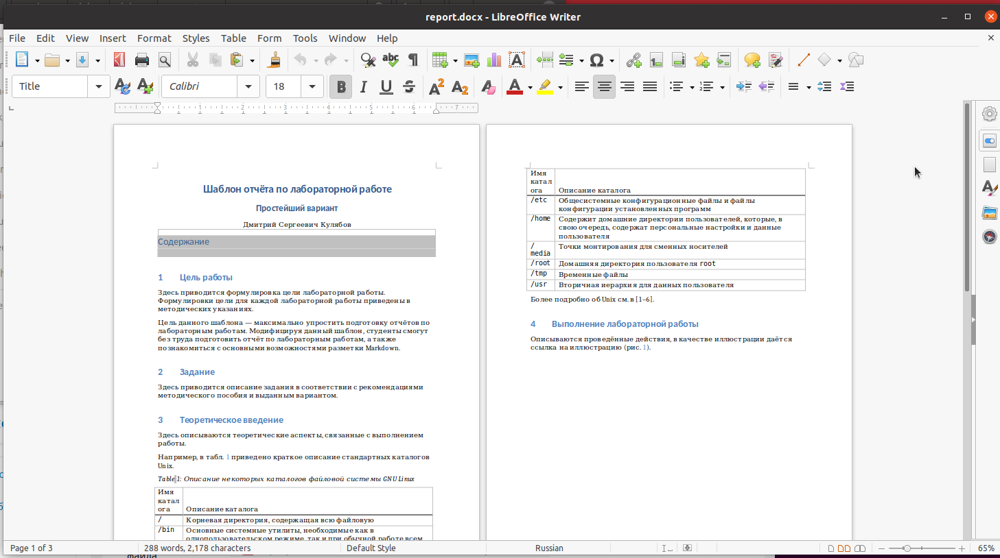 report.docx - LibreOffice Writer
File Edit View Insert Format Styles Table Form Tools Window Help
Title Calibri 18
1 2 3 4 5 6 7
Шаблон отчёта по лабораторной работе
Простейший вариант
Дмитрий Сергеевич Кулябов
Содержание
1 Цель работы
Здесь приводится формулировка цели лабораторной работы.
Формулировки цели для каждой лабораторной работы приведены в
методических указаниях.
Цель данного шаблона — максимально упростить подготовку отчётов по
лабораторным работам. Модифицируя данный шаблон, студенты смогут
без труда подготовить отчёт по лабораторным работам, а также
познакомиться с основными возможностями разметки Markdown.
2 Задание
Здесь приводится описание задания в соответствии с рекомендациями
методического пособия и выданным вариантом.
3 Теоретическое введение
Здесь описываются теоретические аспекты, связанные с выполнением
работы.
Например, в табл. 1 приведено краткое описание стандартных каталогов
Unix.
Table 1: Описание некоторых каталогов файловой системы GNU Linux
Имя
катал
ога Описание каталога
/ Корневая директория, содержащая всю файловую
/bin Основные системные утилиты, необходимые как в
однопользовательском режиме, так и при обычной работе всем
Имя
катал
ога Описание каталога
/etc Общесистемные конфигурационные файлы и файлы
конфигурации установленных программ
/home Содержит домашние директории пользователей, которые, в
свою очередь, содержат персональные настройки и данные
пользователя
/ Точки монтирования для сменных носителей
media
/root Домашняя директория пользователя root
/tmp Временные файлы
/usr Вторичная иерархия для данных пользователя
Более подробно об Unix см. в [1–6].
4 Выполнение лабораторной работы
Описываются проведённые действия, в качестве иллюстрации даётся
ссылка на иллюстрацию (рис. 1).
Page 1 of 3 288 words, 2,178 characters Default Style Russian 65%